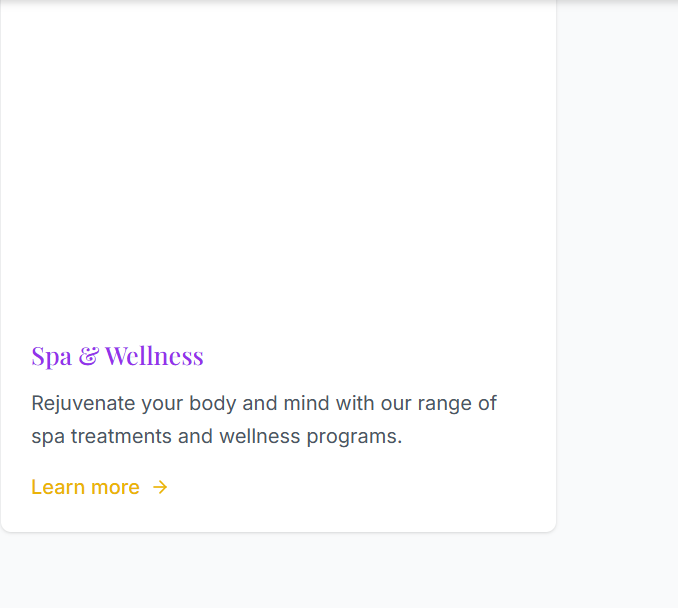 Spa & Wellness
Rejuvenate your body and mind with our range of
spa treatments and wellness programs.
Learn more →